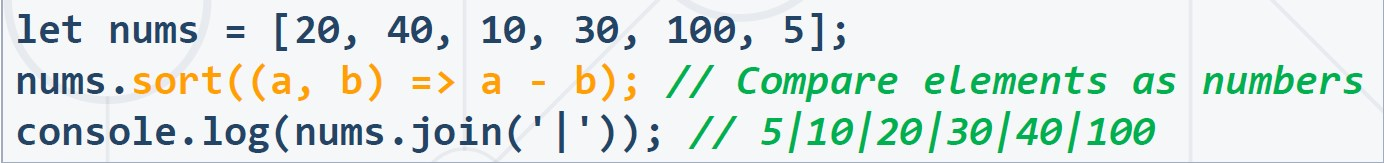 let nums = [20, 40, 10, 30, 100, 5];
nums.sort((a, b) => a - b); // Compare elements as numbers
console.log(nums.join('|')); // 5|10|20|30|40|100